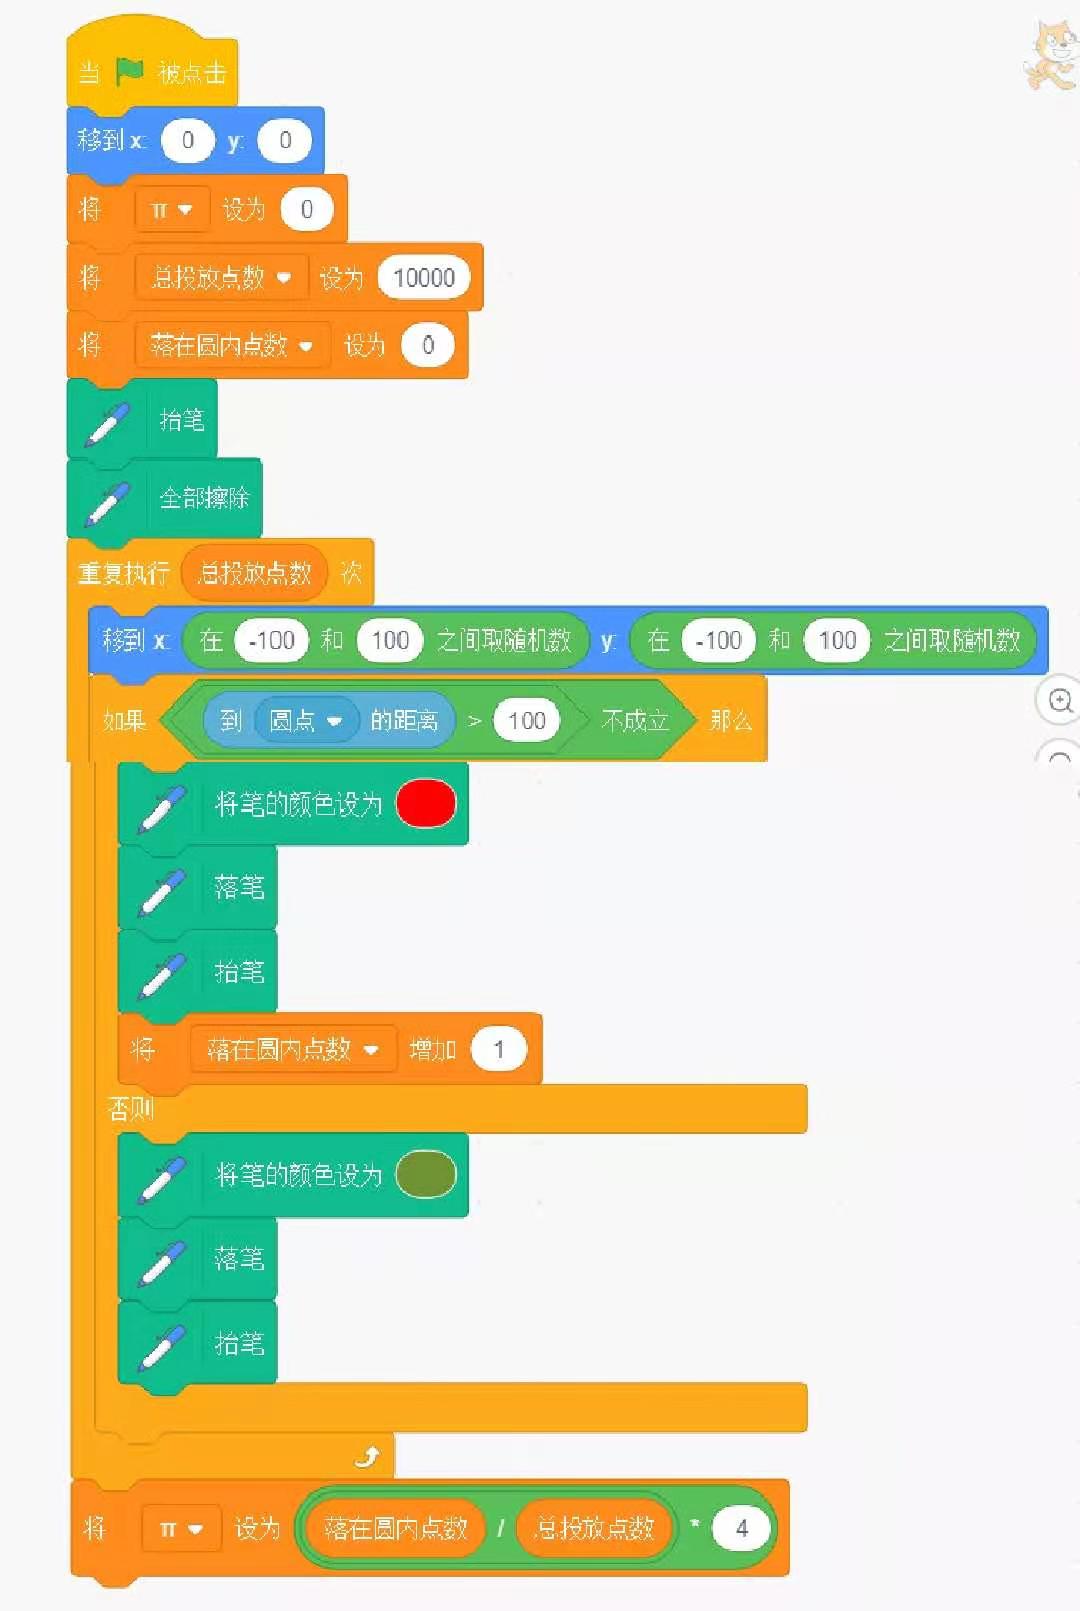 当 被点击
移到 x: 0 y: 0
将 π 设为 0
将 总投放点数 设为 10000
将 落在圆内点数 设为 0
抬笔
全部擦除
重复执行 总投放点数 次
移到 x: 在 -100 和 100 之间取随机数 y: 在 -100 和 100 之间取随机数
如果 到 圆点 的距离 > 100 不成立 那么
将笔的颜色设为
落笔
抬笔
将 落在圆内点数 增加 1
否则
将笔的颜色设为
落笔
抬笔
将 π 设为 落在圆内点数 / 总投放点数 * 4